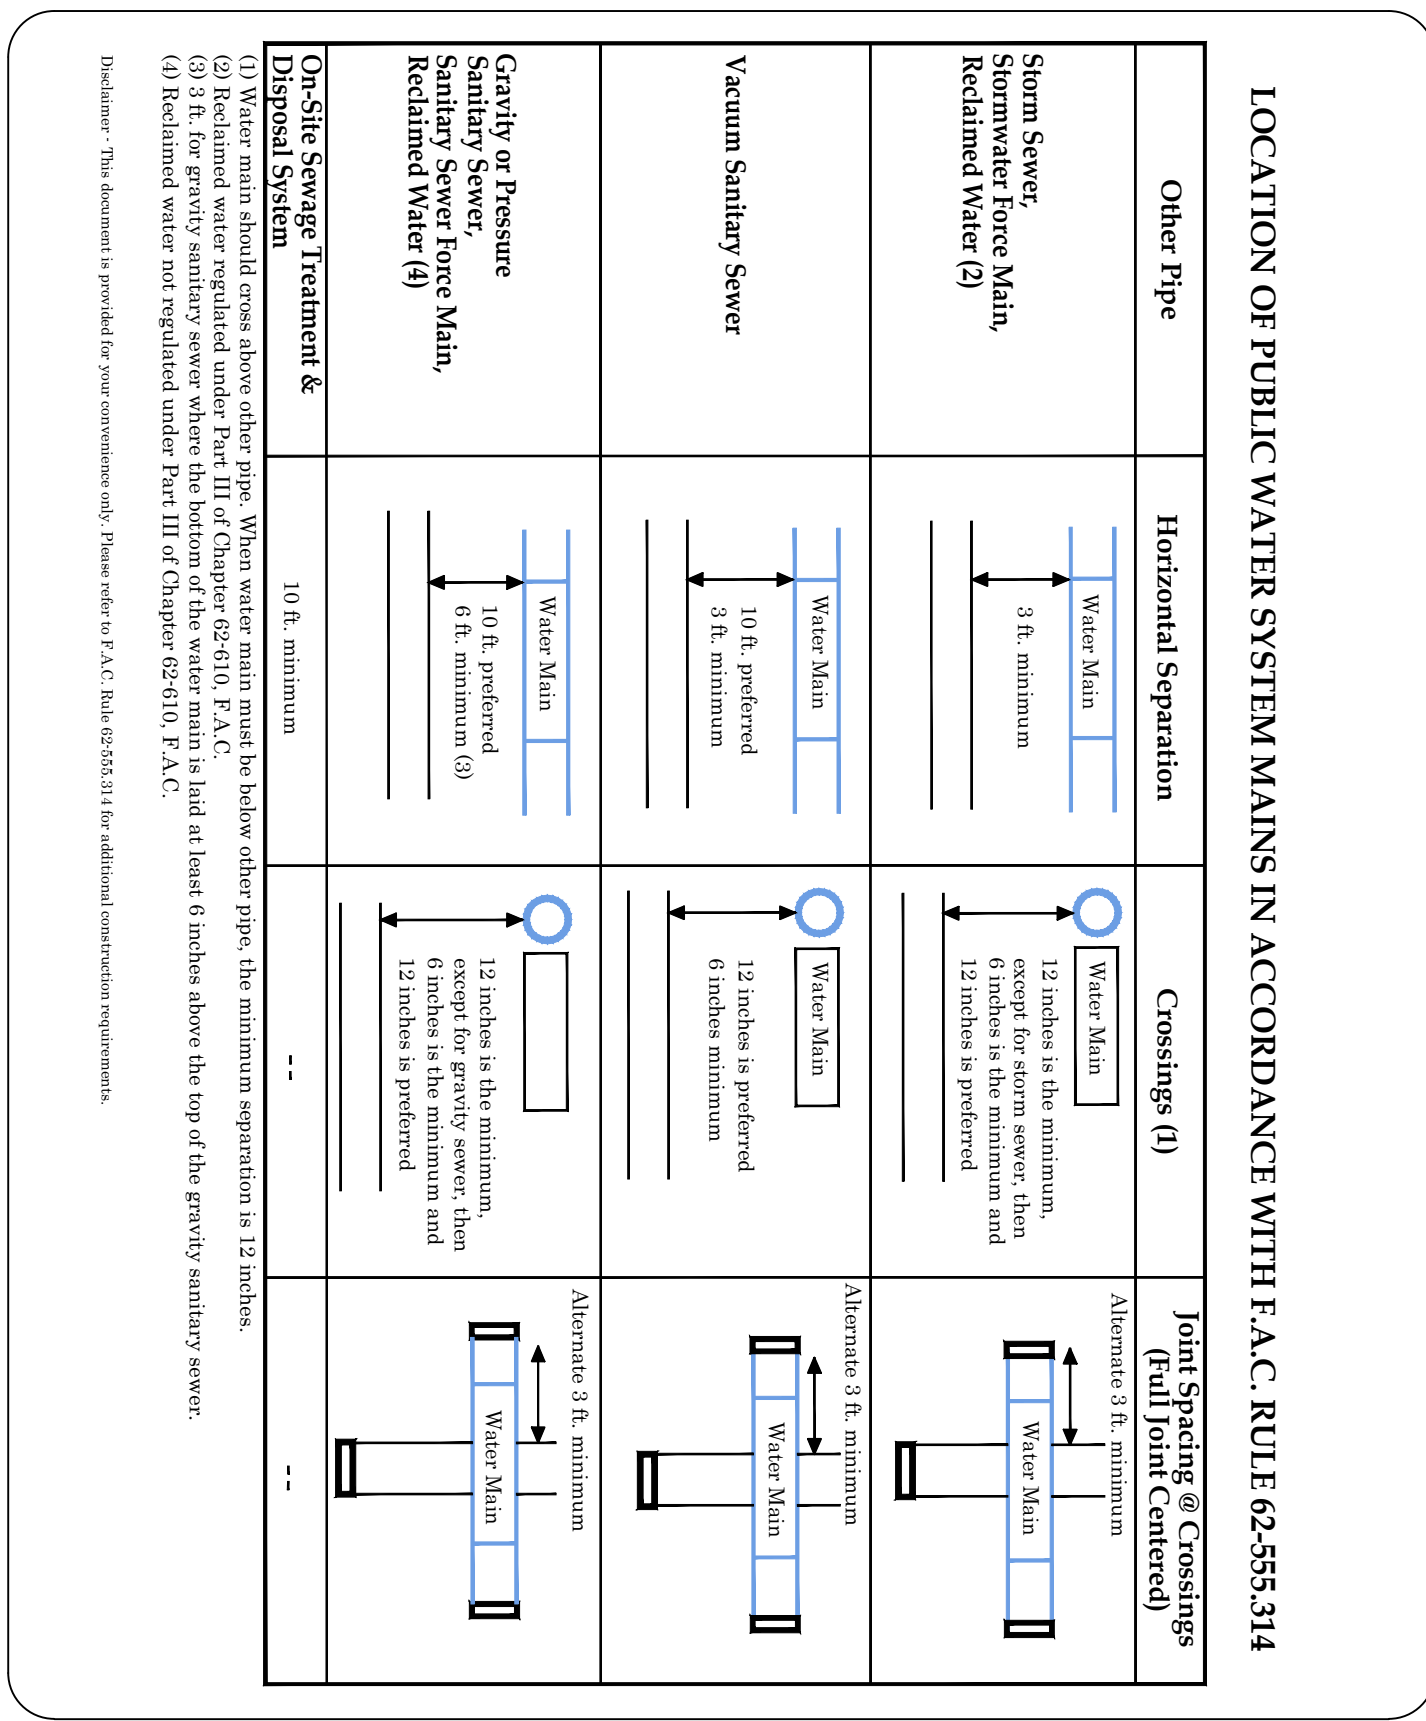 LOCATION OF PUBLIC WATER SYSTEM MAINS IN ACCORDANCE WITH F.A.C. RULE 62-555.314
Other Pipe
Horizontal Separation
Crossings (1)
Joint Spacing @ Crossings
(Full Joint Centered)
Storm Sewer,
Stormwater Force Main,
Reclaimed Water (2)
Water Main
3 ft. minimum
Water Main
12 inches is the minimum,
except for storm sewer, then
6 inches is the minimum and
12 inches is preferred
Alternate 3 ft. minimum
Water Main
Vacuum Sanitary Sewer
Water Main
10 ft. preferred
3 ft. minimum
Water Main
12 inches is preferred
6 inches minimum
Alternate 3 ft. minimum
Water Main
Gravity or Pressure
Sanitary Sewer,
Sanitary Sewer Force Main,
Reclaimed Water (4)
Water Main
10 ft. preferred
6 ft. minimum (3)
12 inches is the minimum,
except for gravity sewer, then
6 inches is the minimum and
12 inches is preferred
Alternate 3 ft. minimum
Water Main
On-Site Sewage Treatment &
Disposal System
10 ft. minimum
--
--
(1) Water main should cross above other pipe. When water main must be below other pipe, the minimum separation is 12 inches.
(2) Reclaimed water regulated under Part III of Chapter 62-610, F.A.C.
(3) 3 ft. for gravity sanitary sewer where the bottom of the water main is laid at least 6 inches above the top of the gravity sanitary sewer.
(4) Reclaimed water not regulated under Part III of Chapter 62-610, F.A.C.
Disclaimer - This document is provided for your convenience only. Please refer to F.A.C. Rule 62-555.314 for additional construction requirements.